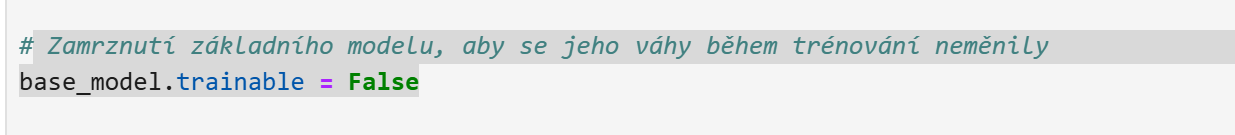 # Zamrznutí základního modelu, aby se jeho váhy během trénování neměnily
base_model.trainable = False